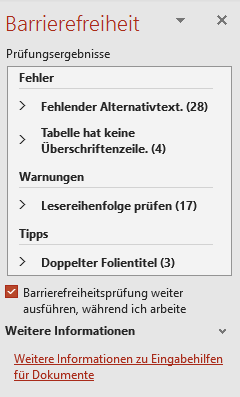 Barrierefreiheit
Prüfungsergebnisse
Fehler
Fehlender Alternativtext. (28)
Tabelle hat keine
Überschriftenzeile. (4)
Warnungen
Lesereihenfolge prüfen (17)
Tipps
Doppelter Folientitel (3)
Barrierefreiheitsprüfung weiter
ausführen, während ich arbeite
Weitere Informationen
Weitere Informationen zu Eingabehilfen
für Dokumente